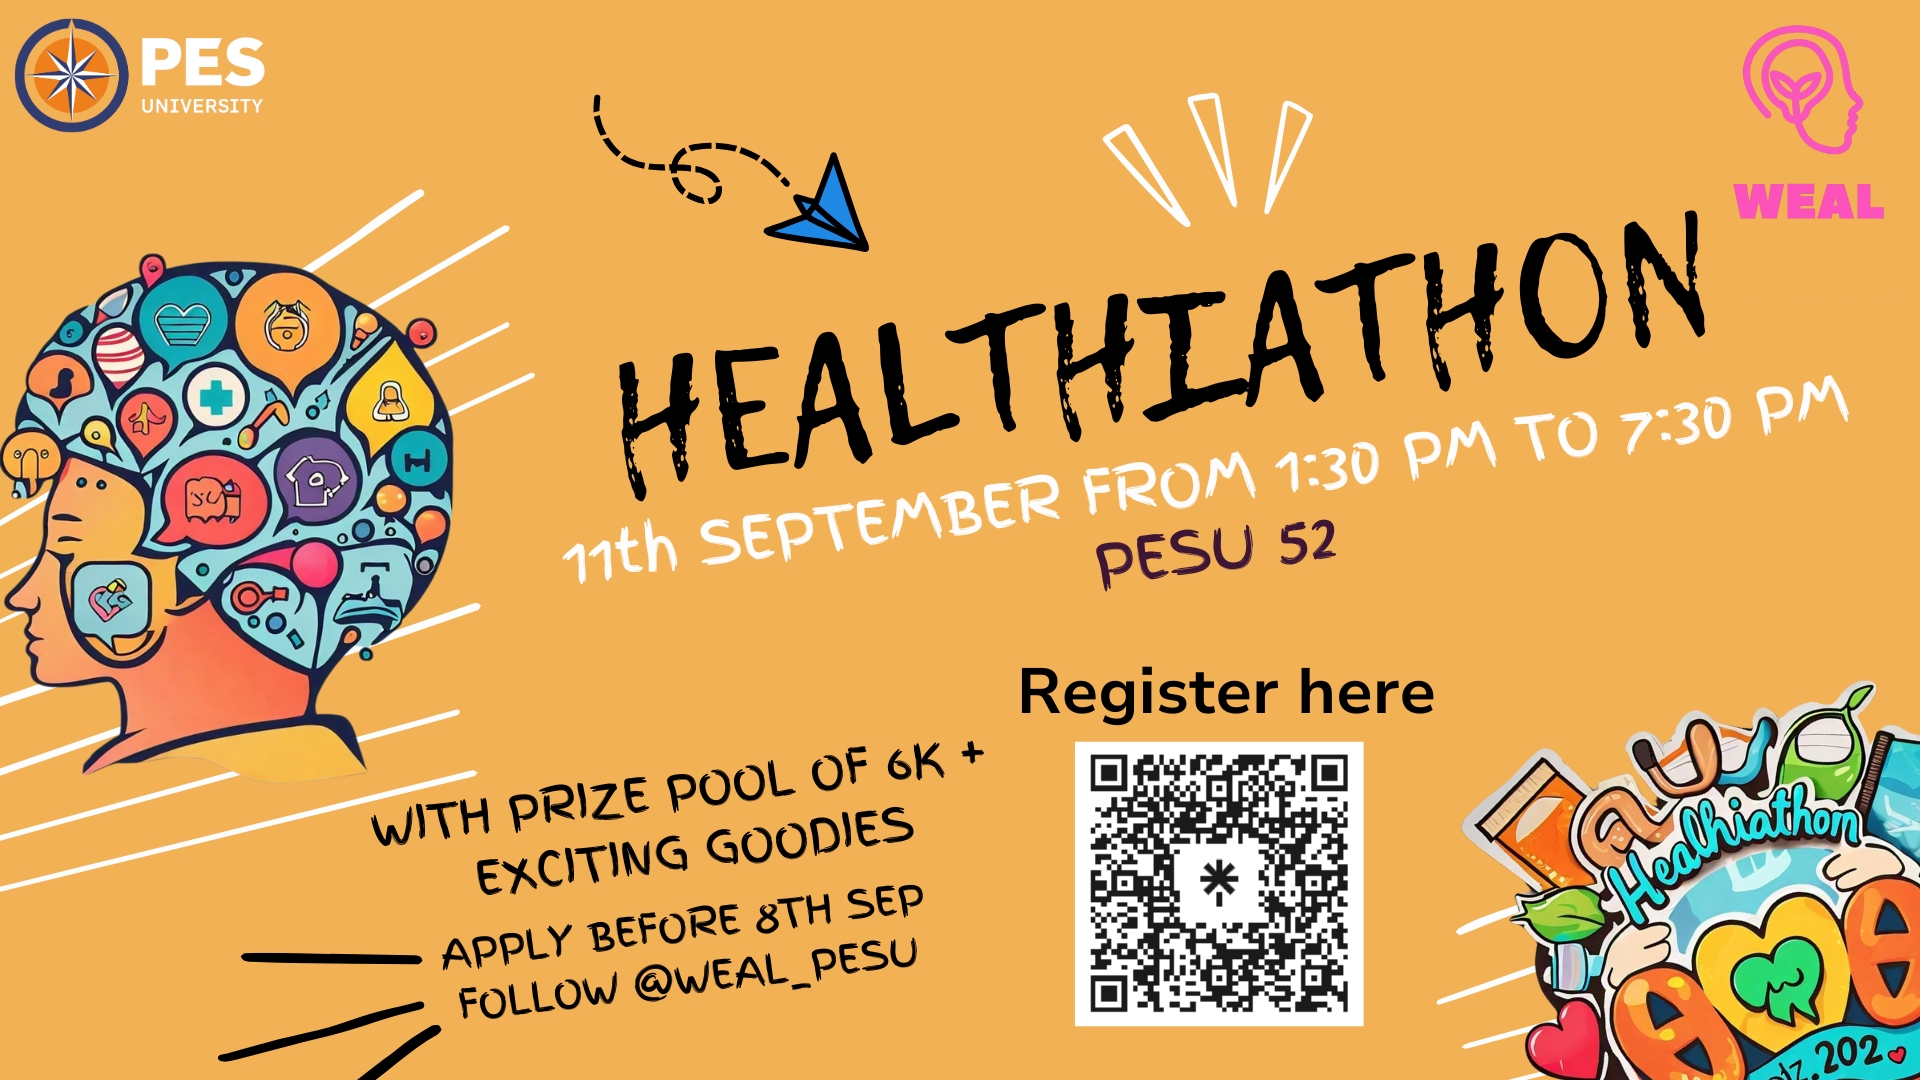 PES
UNIVERSITY
WEAL
HEALTHIATHON
11th SEPTEMBER FROM 1:30 PM TO 7:30 PM
PESU 52
Register here
WITH PRIZE POOL OF 6K +
EXCITING GOODIES
APPLY BEFORE 8TH SEP
FOLLOW @WEAL_PESU
Healhiathon